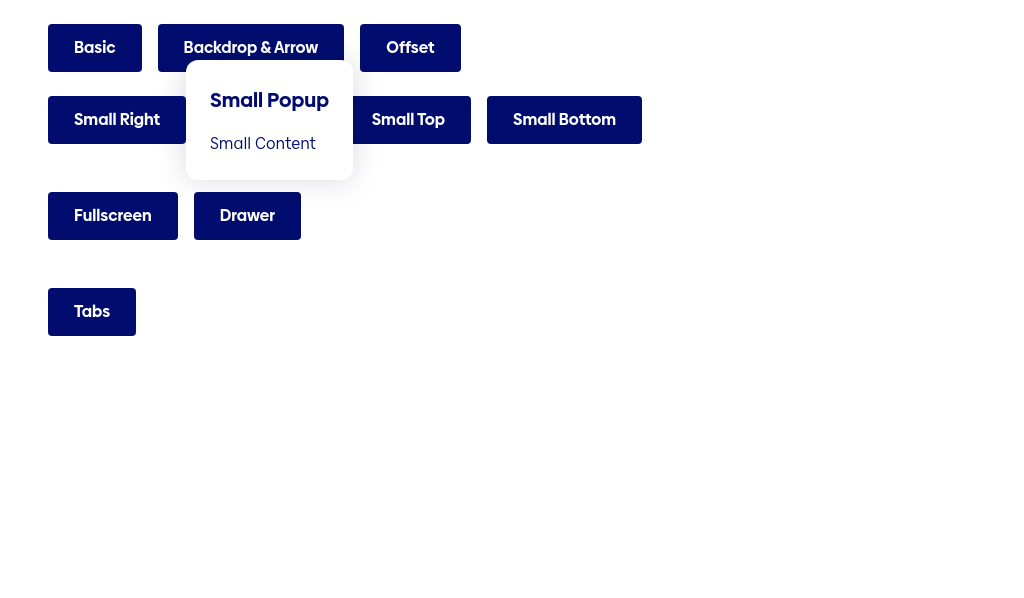 Basic
Backdrop & Arrow
Offset
Small Popup
Small Right
Small Top
Small Bottom
Small Content
Fullscreen
Drawer
Tabs